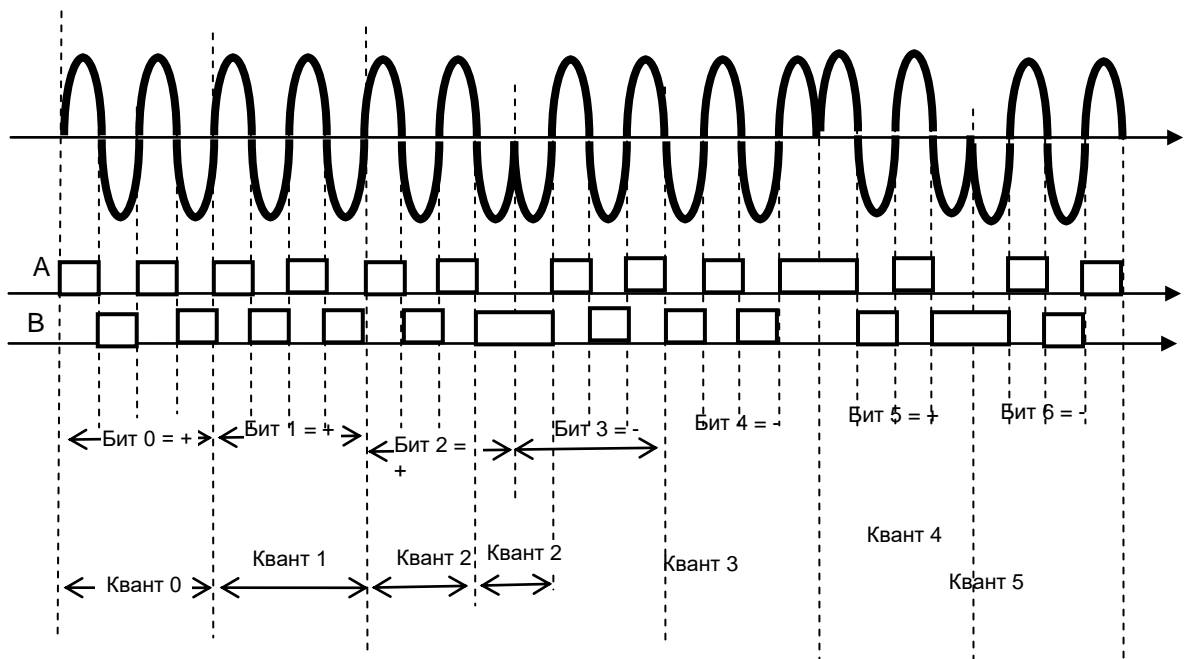 A
B
Бит 0 = +
Бит 1 = +
Бит 2 =
+
Бит 3 = -
Бит 4 = -
Бит 5 = +
Бит 6 = -
Квант 0
Квант 1
Квант 2
Квант 2
Квант 3
Квант 4
Квант 5